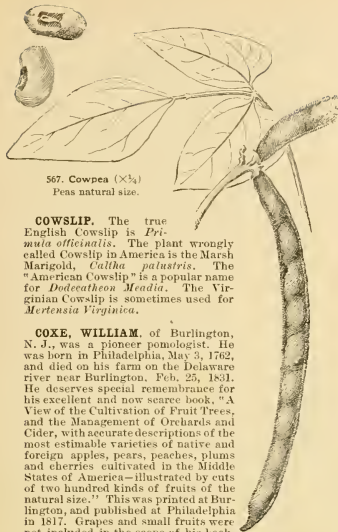 567. Cowpea (×¼)
Peas natural size.
COWSLIP. The true
English Cowslip is Pri-
mula officinalis. The plant wrongly
called Cowslip in America is the Marsh
Marigold, Caltha palustris. The
"American Cowslip" is a popular name
for Dodecatheon Meadia. The Vir-
ginian Cowslip is sometimes used for
Mertensia Virginica.
COXE, WILLIAM, of Burlington,
N. J., was a pioneer pomologist. He
was born in Philadelphia, May 3, 1762,
and died on his farm on the Delaware
river near Burlington, Feb. 25, 1831.
He deserves special remembrance for
his excellent and now scarce book, "A
View of the Cultivation of Fruit Trees,
and the Management of Orchards and
Cider, with accurate descriptions of the
most estimable varieties of native and
foreign apples, pears, peaches, plums
and cherries cultivated in the Middle
States of America—illustrated by cuts
of two hundred kinds of fruits of the
natural size." This was printed at Bur-
lington, and published at Philadelphia
in 1817. Grapes and small fruits were